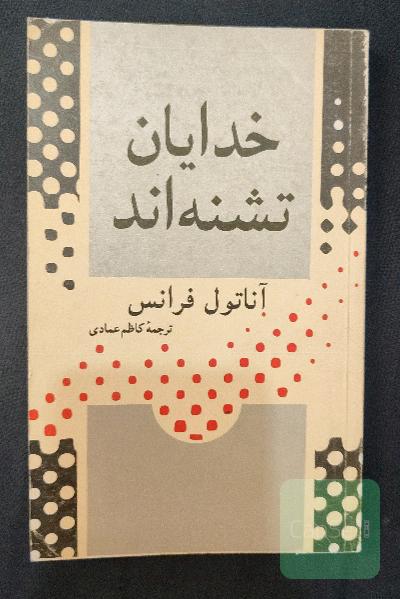 خدایان
تشنه‌اند
آناتول فرانس
ترجمهٔ کاظم عمادی